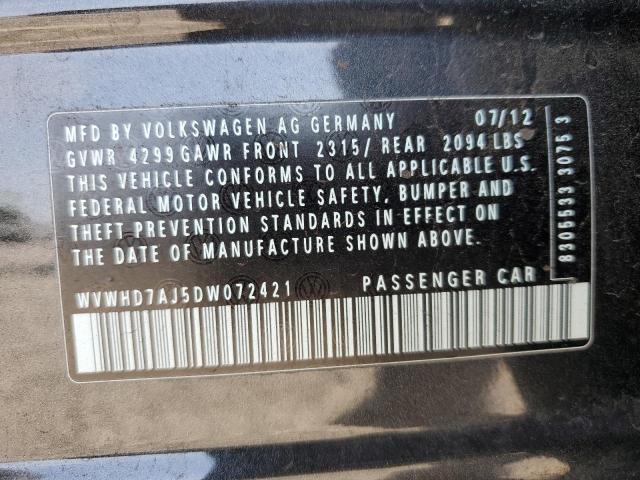 MFD BY VOLKSWAGEN AG GERMANY 07/12
GVWR 4299 GAWR FRONT 2315/ REAR 2094 LBS
THIS VEHICLE CONFORMS TO ALL APPLICABLE U.S.
FEDERAL MOTOR VEHICLE SAFETY, BUMPER AND
THEFT PREVENTION STANDARDS IN EFFECT ON
THE DATE OF MANUFACTURE SHOWN ABOVE.
WVWHD7AJ5DW072421 PASSENGER CAR
8305533 3075 3